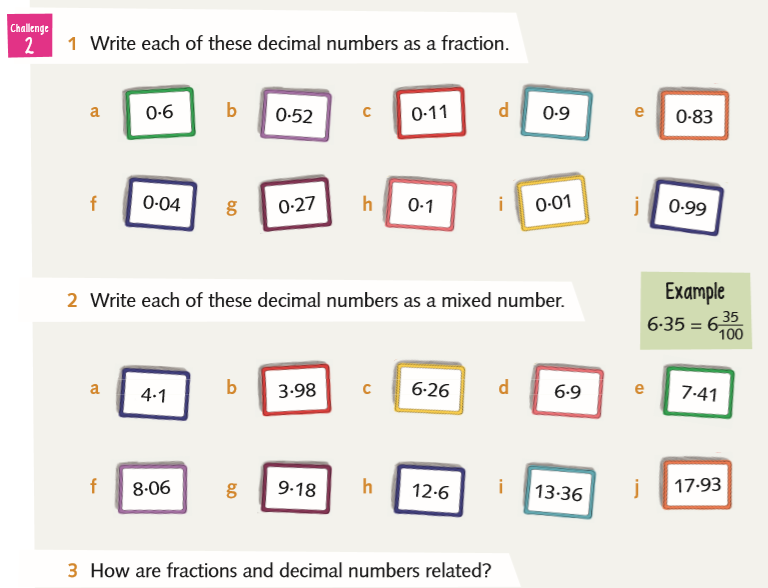 Challenge
2
1 Write each of these decimal numbers as a fraction.
a 0·6 b 0·52 c 0·11 d 0·9 e 0·83
f 0·04 g 0·27 h 0·1 i 0·01 j 0·99
2 Write each of these decimal numbers as a mixed number.
Example
6·35 = 6 35/100
a 4·1 b 3·98 c 6·26 d 6·9 e 7·41
f 8·06 g 9·18 h 12·6 i 13·36 j 17·93
3 How are fractions and decimal numbers related?